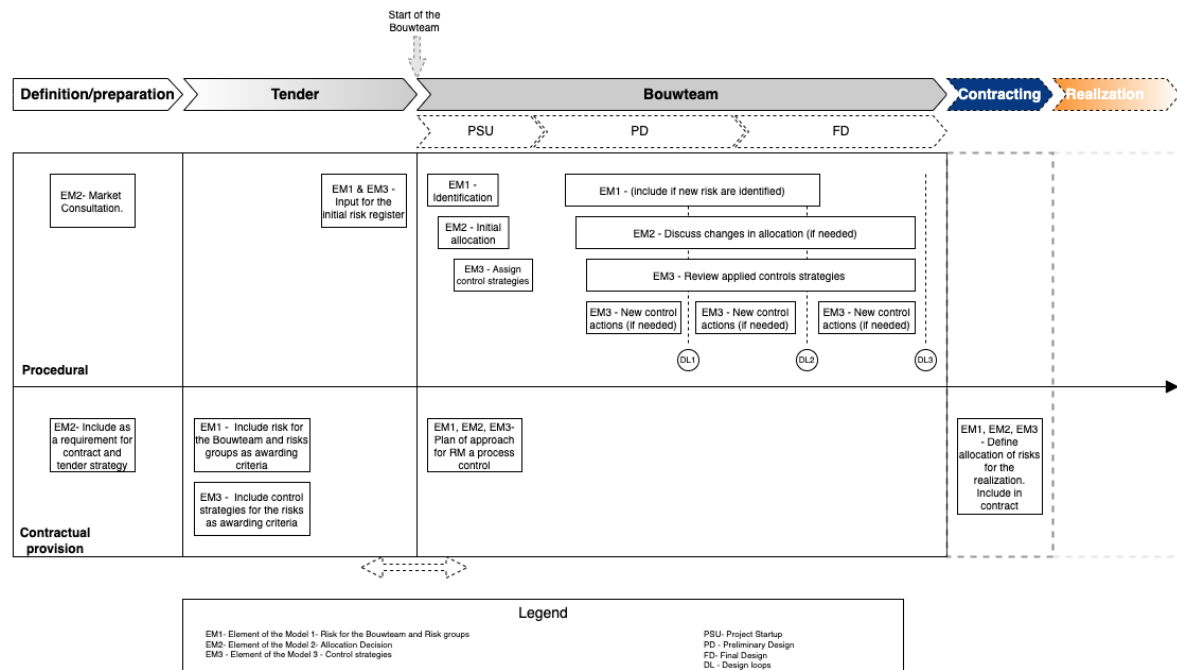 Start of the
Bouwteam
Definition/preparation
Tender
Bouwteam
Contracting
Realization
PSU
PD
FD
EM2- Market
Consultation.
EM1 & EM3 -
Input for the
initial risk register
EM1 -
Identification
EM2 - Initial
allocation
EM3 - Assign
control strategies
EM1 - (include if new risk are identified)
EM2 - Discuss changes in allocation (if needed)
EM3 - Review applied controls strategies
EM3 - New control
actions (if needed)
EM3 - New control
actions (if needed)
EM3 - New control
actions (if needed)
DL1
DL2
DL3
Procedural
EM2- Include as
a requirement for
contract and
tender strategy
EM1 - Include risk for
the Bouwteam and risks
groups as awarding
criteria
EM3 - Include control
strategies for the risks
as awarding criteria
EM1, EM2, EM3-
Plan of approach
for RM a process
control
EM1, EM2, EM3
- Define
allocation of risks
for the
realization.
Include in
contract
Contractual
provision
Legend
EM1- Element of the Model 1- Risk for the Bouwteam and Risk groups
EM2- Element of the Model 2- Allocation Decision
EM3 - Element of the Model 3 - Control strategies
PSU- Project Startup
PD - Preliminary Design
FD- Final Design
DL - Design loops